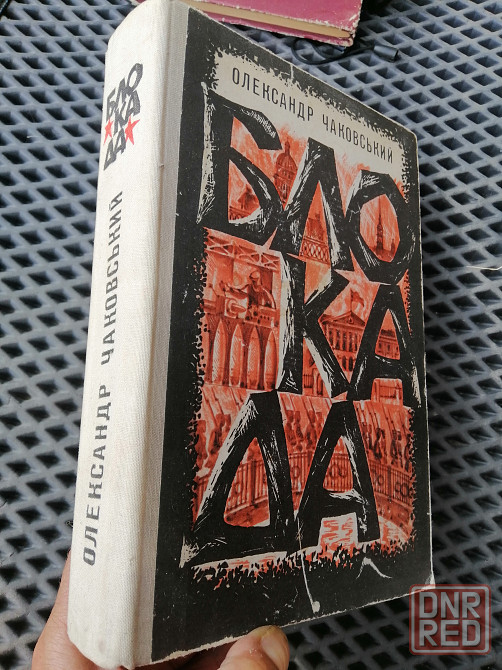 ОЛЕКСАНДР ЧАКОВСЬКИЙ
БЛО
КА
ДА
ОЛЕКСАНДР ЧАКОВСЬКИЙ
БЛО
КА
ДА
DNR
RED